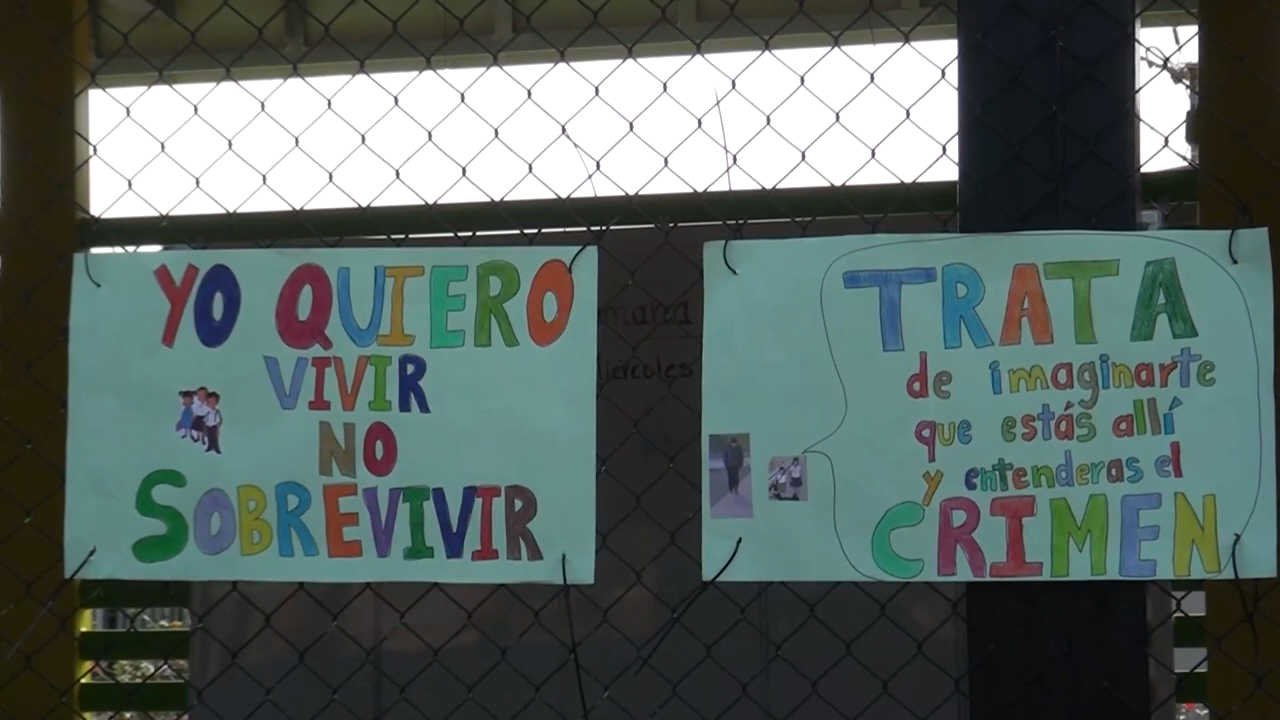 YO QUIERO
VIVIR
NO
SOBREVIVIR
TRATA
de imaginarte
que estás allí
y entenderas el
CRIMEN